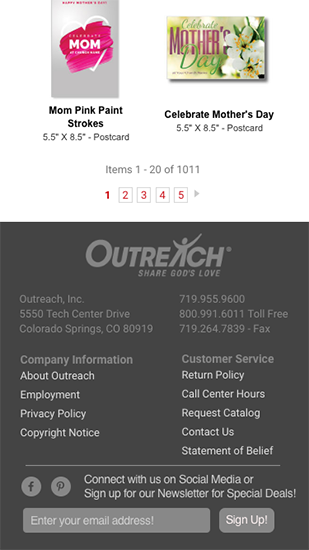 HAPPY MOTHER'S DAY!
CELEBRATE
MOM
Celebrate
MOTHER'S
Day
Mom Pink Paint
Strokes
5.5" X 8.5" - Postcard
Celebrate Mother's Day
5.5" X 8.5" - Postcard
Items 1 - 20 of 1011
1 2 3 4 5
OUTREACH®
SHARE GOD'S LOVE
Outreach, Inc.
5550 Tech Center Drive
Colorado Springs, CO 80919
719.955.9600
800.991.6011 Toll Free
719.264.7839 - Fax
Company Information
About Outreach
Employment
Privacy Policy
Copyright Notice
Customer Service
Return Policy
Call Center Hours
Request Catalog
Contact Us
Statement of Belief
Connect with us on Social Media or
Sign up for our Newsletter for Special Deals!
Enter your email address!
Sign Up!